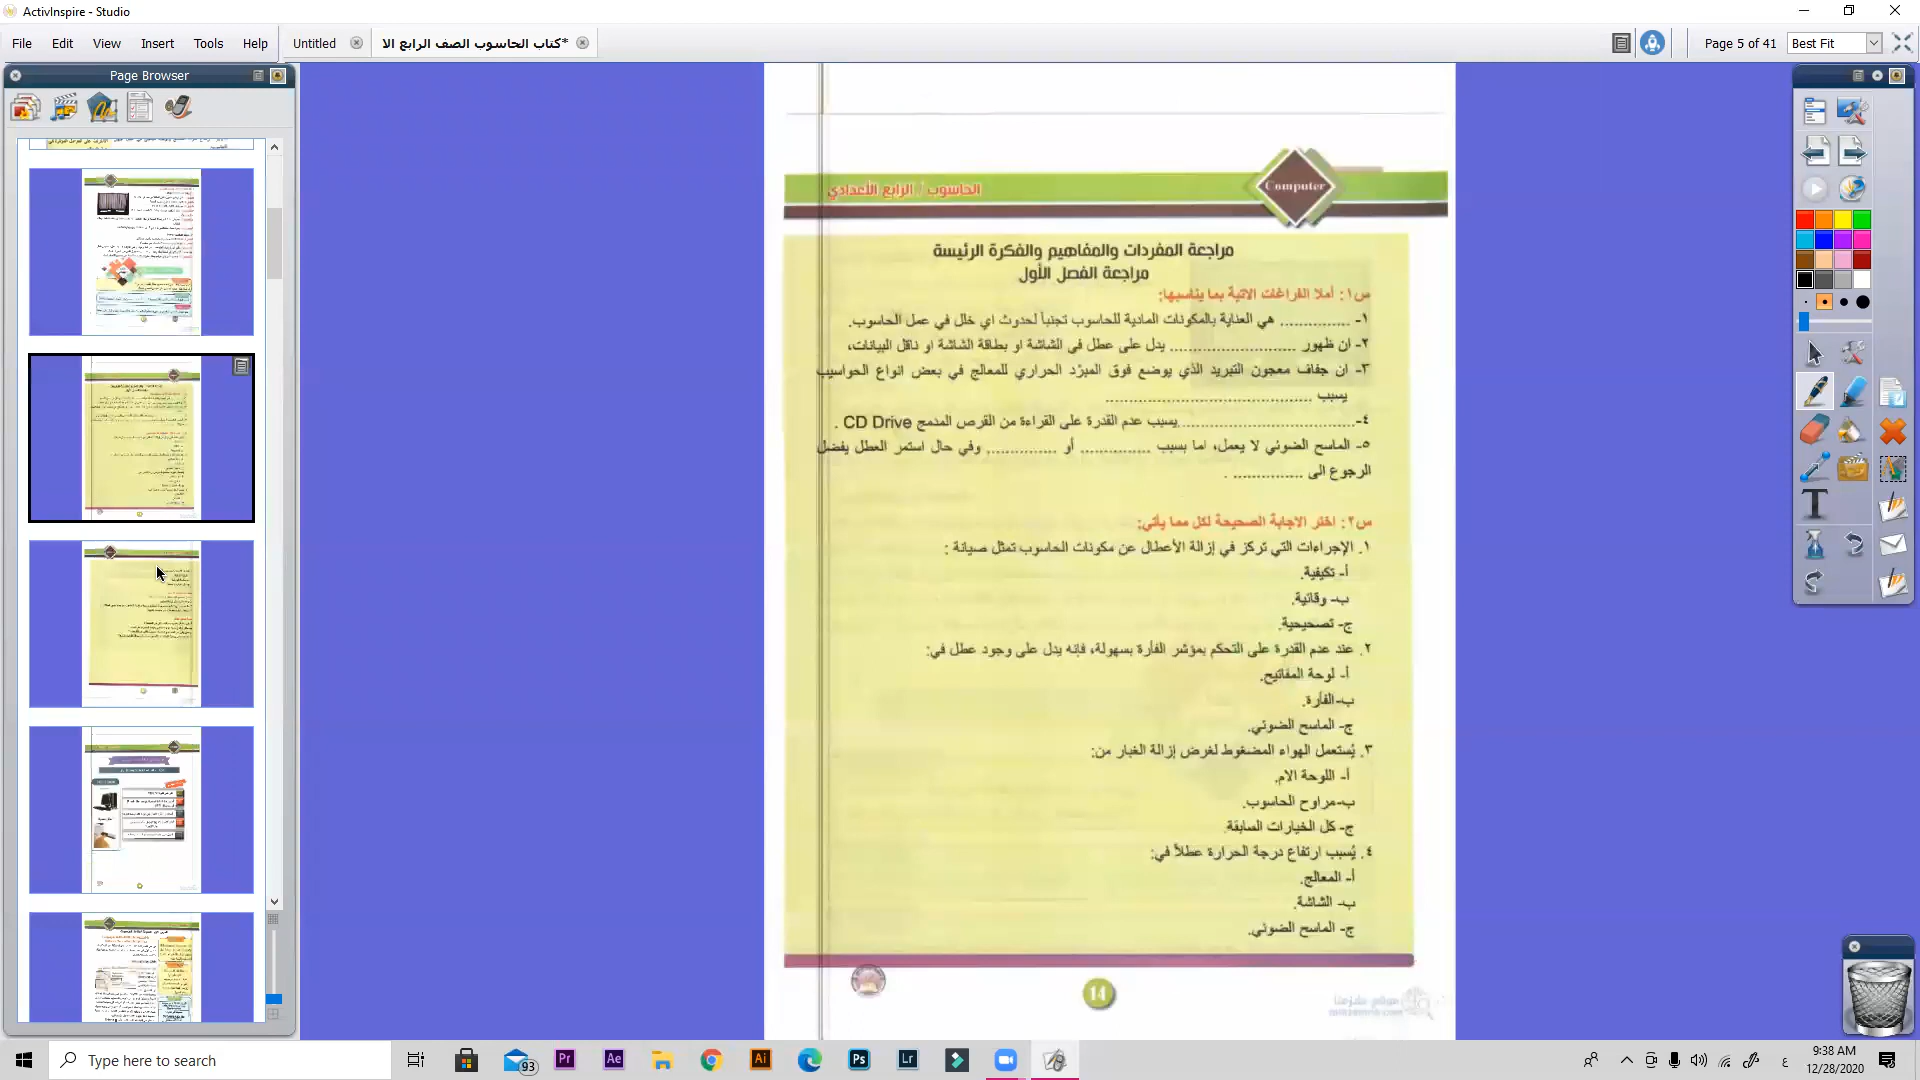 ActivInspire - Studio
File Edit View Insert Tools Help
Untitled
كتاب الحاسوب الصف الرابع الا*
Page 5 of 41
Best Fit
Page Browser
الحاسوب / الرابع الأعدادي
Computer
مراجعة المفردات والمفاهيم والفكرة الرئيسة
مراجعة الفصل الأول
س١: أملا الفراغات الاتية بما يناسبها:
١- ............... هي العناية بالمكونات المادية للحاسوب تجنباً لحدوث اي خلل في عمل الحاسوب.
٢- ان ظهور ........................... يدل على عطل في الشاشة او بطاقة الشاشة او ناقل البيانات،
٣- ان جفاف معجون التبريد الذي يوضع فوق المبرّد الحراري للمعالج في بعض انواع الحواسيب
يسبب ............................................
٤-.....................................يسبب عدم القدرة على القراءة من القرص المدمج CD Drive .
٥- الماسح الضوئي لا يعمل، اما بسبب ............... أو ............... وفي حال استمر العطل يفضل
الرجوع الى ............... .
س٢: اختر الاجابة الصحيحة لكل مما يأتي:
١. الإجراءات التي تركز في إزالة الأعطال عن مكونات الحاسوب تمثل صيانة :
أ- تكيفية.
ب- وقائية.
ج- تصحيحية.
٢. عند عدم القدرة على التحكم بمؤشر الفأرة بسهولة، فإنه يدل على وجود عطل في:
أ- لوحة المفاتيح.
ب-الفأرة.
ج- الماسح الضوئي.
٣. يُستعمل الهواء المضغوط لغرض إزالة الغبار من:
أ- اللوحة الام.
ب-مراوح الحاسوب.
ج- كل الخيارات السابقة.
٤. يُسبب ارتفاع درجة الحرارة عطلاً في:
أ- المعالج.
ب- الشاشة.
ج- الماسح الضوئي.
14
Type here to search
93
Pr
Ae
Ai
Ps
Lr
ع
9:38 AM
12/28/2020